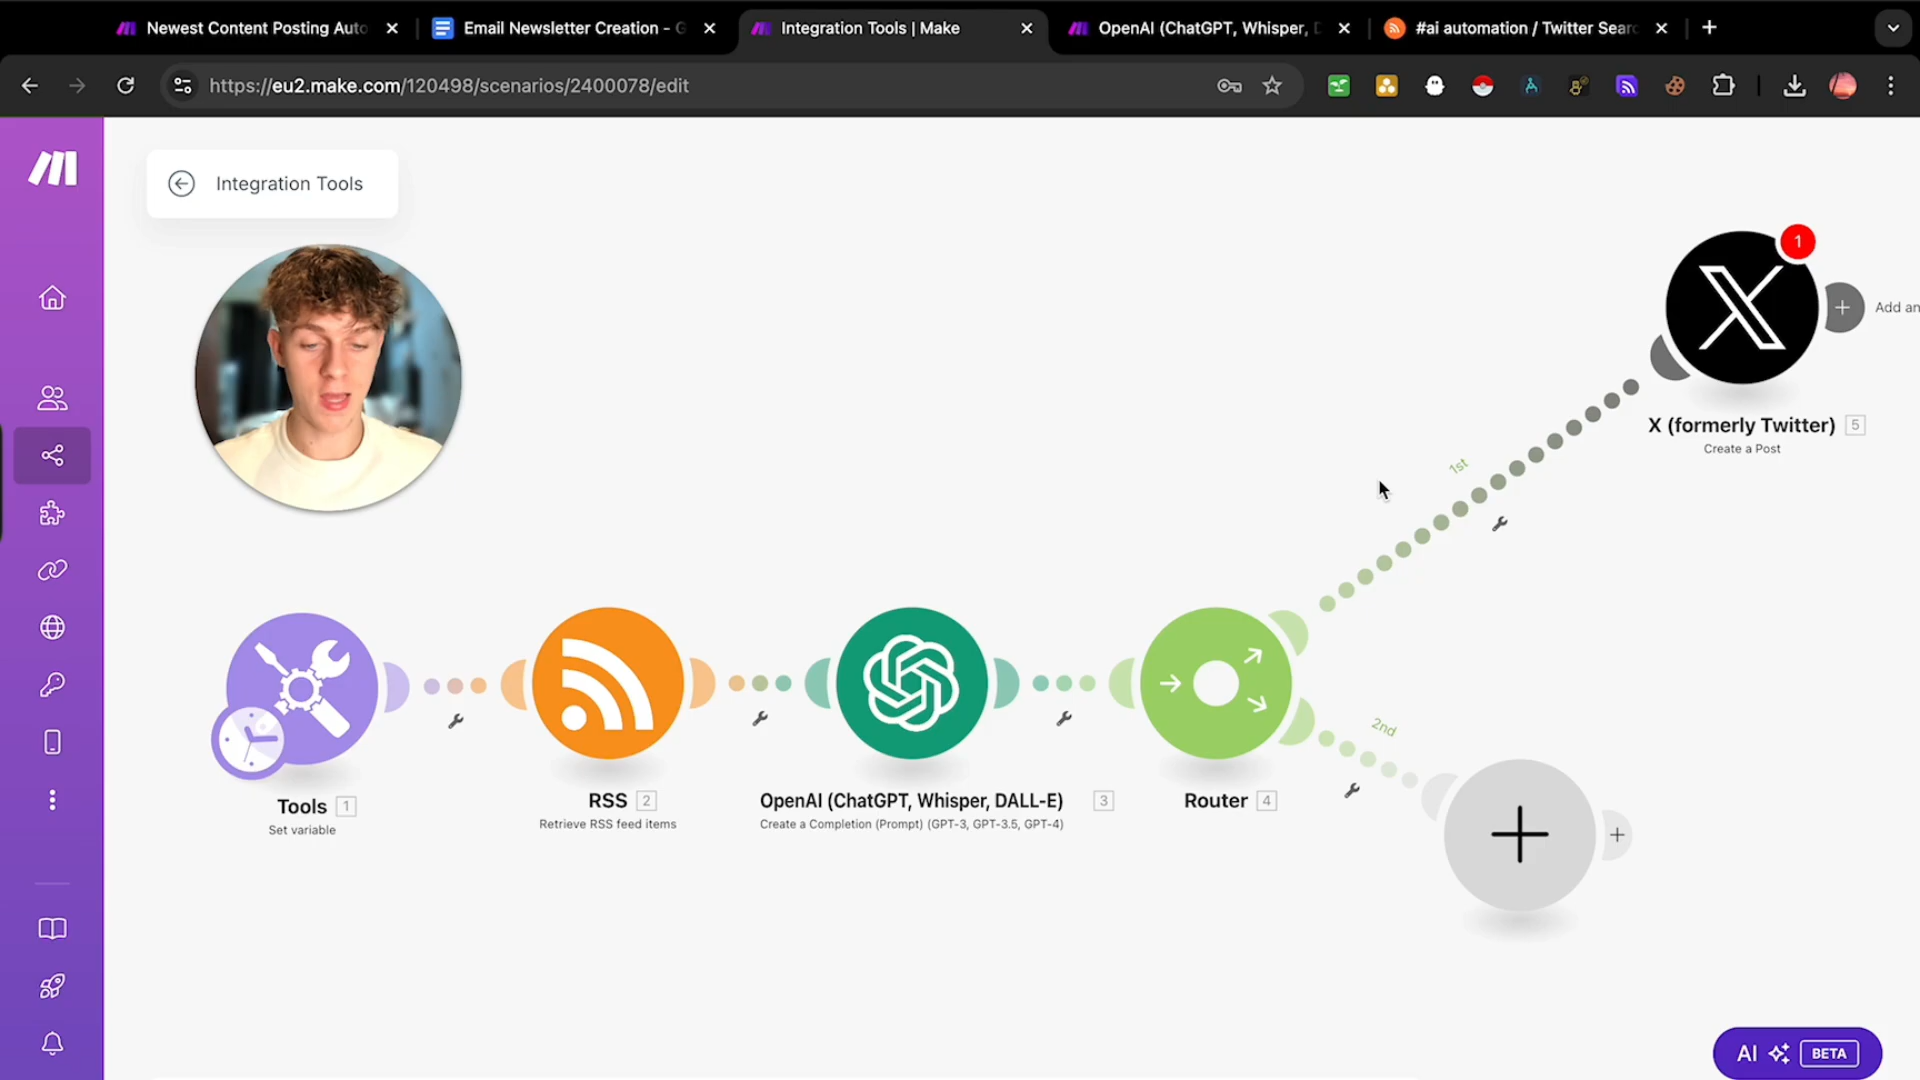 Newest Content Posting Auto
Email Newsletter Creation - G
Integration Tools | Make
OpenAI (ChatGPT, Whisper, D
#ai automation / Twitter Sear
https://eu2.make.com/120498/scenarios/2400078/edit
Integration Tools
1
Add an
X (formerly Twitter) 5
Create a Post
1st
2nd
Tools 1
Set variable
RSS 2
Retrieve RSS feed items
OpenAI (ChatGPT, Whisper, DALL-E) 3
Create a Completion (Prompt) (GPT-3, GPT-3.5, GPT-4)
Router 4
AI BETA